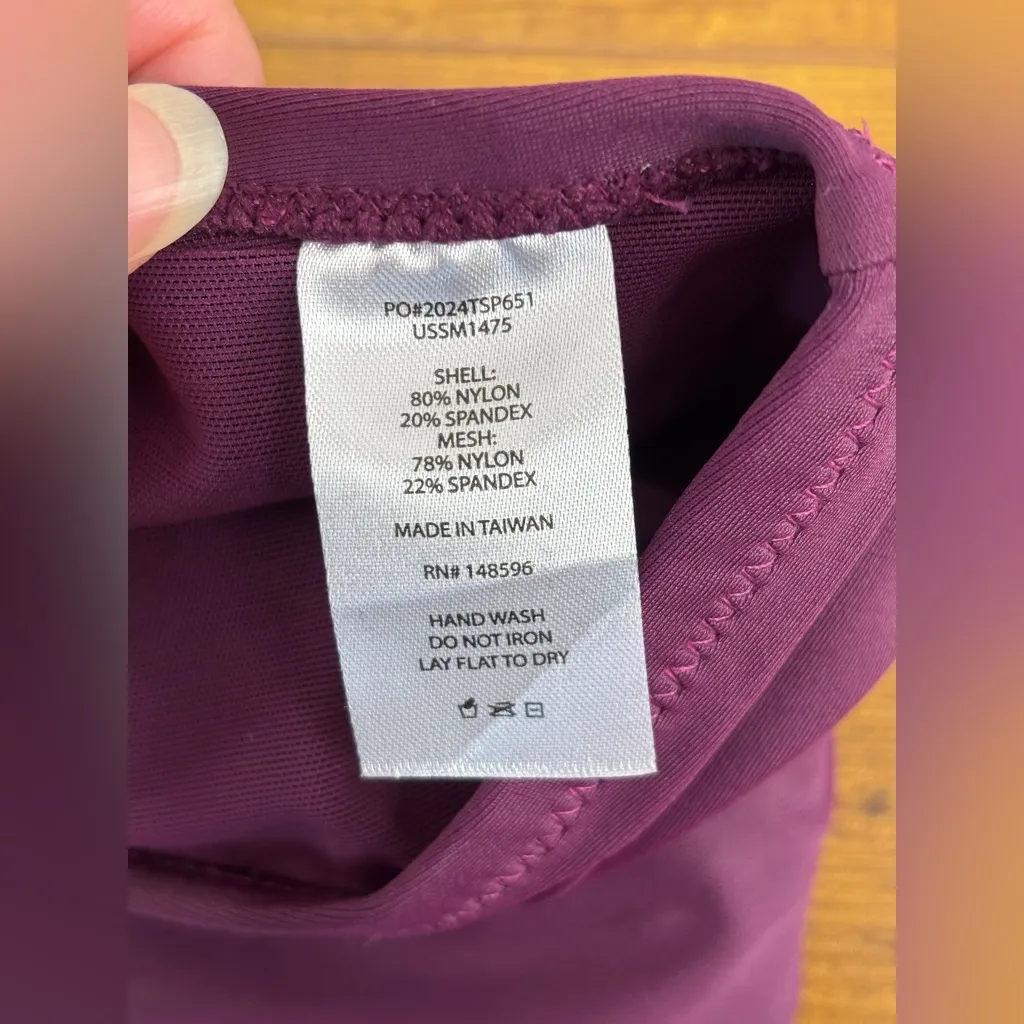 PO#2024TSP651
USSM1475
SHELL:
80% NYLON
20% SPANDEX
MESH:
78% NYLON
22% SPANDEX
MADE IN TAIWAN
RN# 148596
HAND WASH
DO NOT IRON
LAY FLAT TO DRY